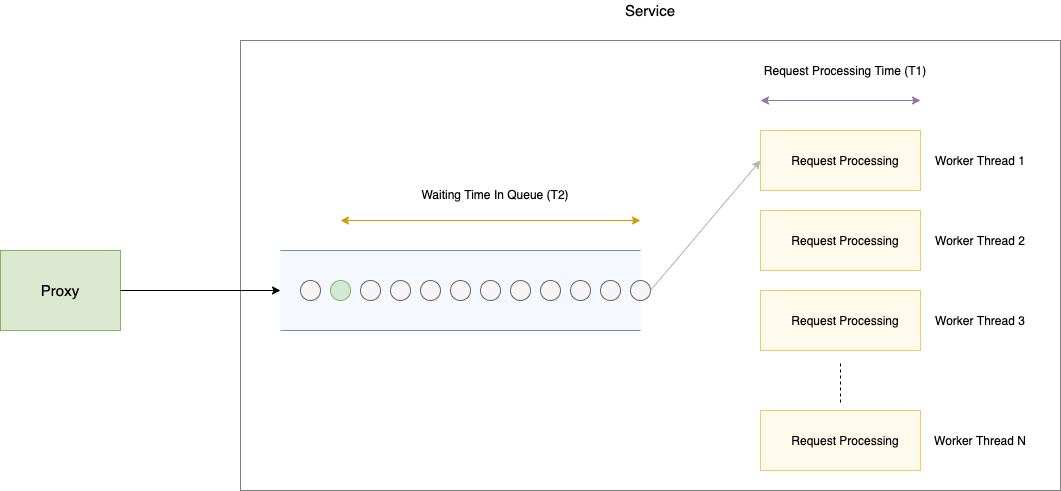 Service
Request Processing Time (T1)
Request Processing
Worker Thread 1
Waiting Time In Queue (T2)
Request Processing
Worker Thread 2
Proxy
Request Processing
Worker Thread 3
Request Processing
Worker Thread N